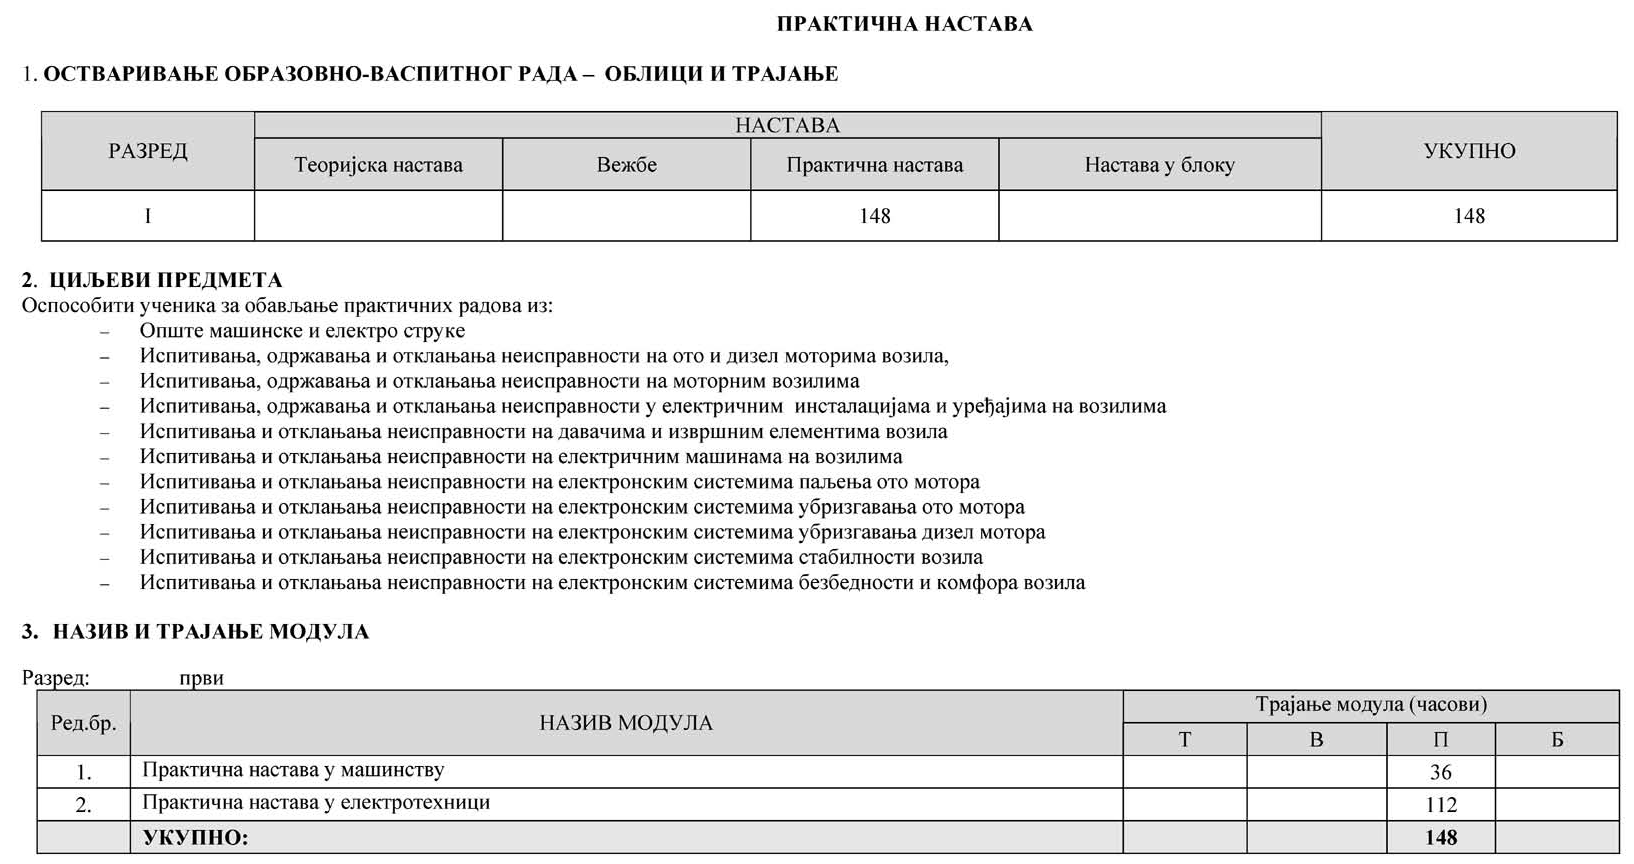 ПРАКТИЧНА НАСТАВА
1. ОСТВАРИВАЊЕ ОБРАЗОВНО-ВАСПИТНОГ РАДА – ОБЛИЦИ И ТРАЈАЊЕ
РАЗРЕД НАСТАВА УКУПНО
Теоријска настава Вежбе Практична настава Настава у блоку
I 148 148
2. ЦИЉЕВИ ПРЕДМЕТА
Оспособити ученика за обављање практичних радова из:
– Опште машинске и електро струке
– Испитивања, одржавања и отклањања неисправности на ото и дизел моторима возила,
– Испитивања, одржавања и отклањања неисправности на моторним возилима
– Испитивања, одржавања и отклањања неисправности у електричним инсталацијама и уређајима на возилима
– Испитивања и отклањања неисправности на давачима и извршним елементима возила
– Испитивања и отклањања неисправности на електричним машинама на возилима
– Испитивања и отклањања неисправности на електронским системима паљења ото мотора
– Испитивања и отклањања неисправности на електронским системима убризгавања ото мотора
– Испитивања и отклањања неисправности на електронским системима убризгавања дизел мотора
– Испитивања и отклањања неисправности на електронским системима стабилности возила
– Испитивања и отклањања неисправности на електронским системима безбедности и комфора возила
3. НАЗИВ И ТРАЈАЊЕ МОДУЛА
Разред: први
Ред.бр. НАЗИВ МОДУЛА Трајање модула (часови)
Т В П Б
1. Практична настава у машинству 36
2. Практична настава у електротехници 112
УКУПНО: 148